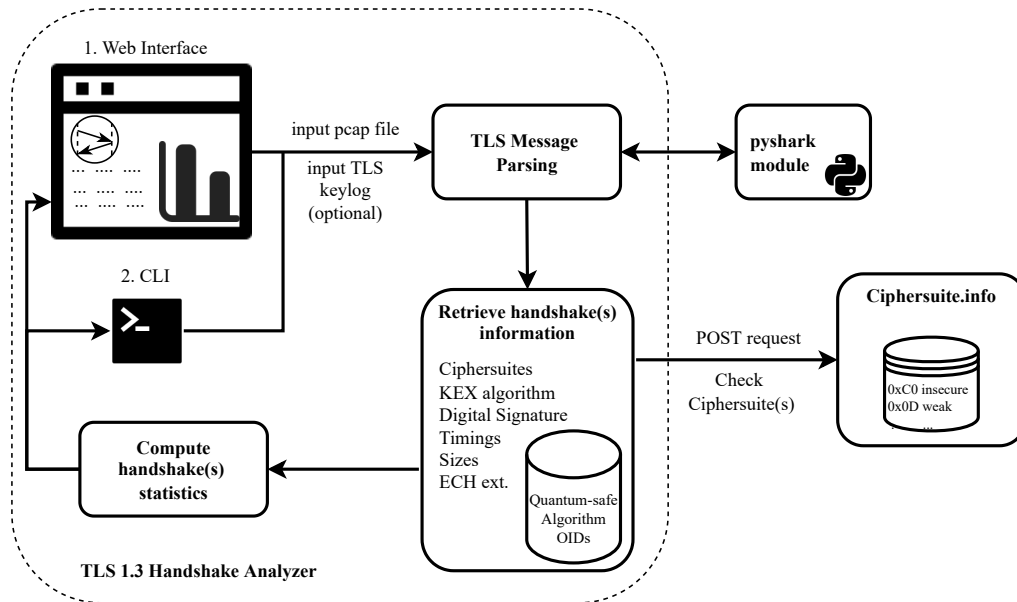 1. Web Interface
.... ....
.... ....
.... ....
input pcap file
input TLS
keylog
(optional)
TLS Message
Parsing
pyshark
module
2. CLI
>_
Retrieve handshake(s)
information
Ciphersuites
KEX algorithm
Digital Signature
Timings
Sizes
ECH ext.
Quantum-safe
Algorithm
OIDs
POST request
Check
Ciphersuite(s)
Ciphersuite.info
0xC0 insecure
0x0D weak
, ...
Compute
handshake(s)
statistics
TLS 1.3 Handshake Analyzer